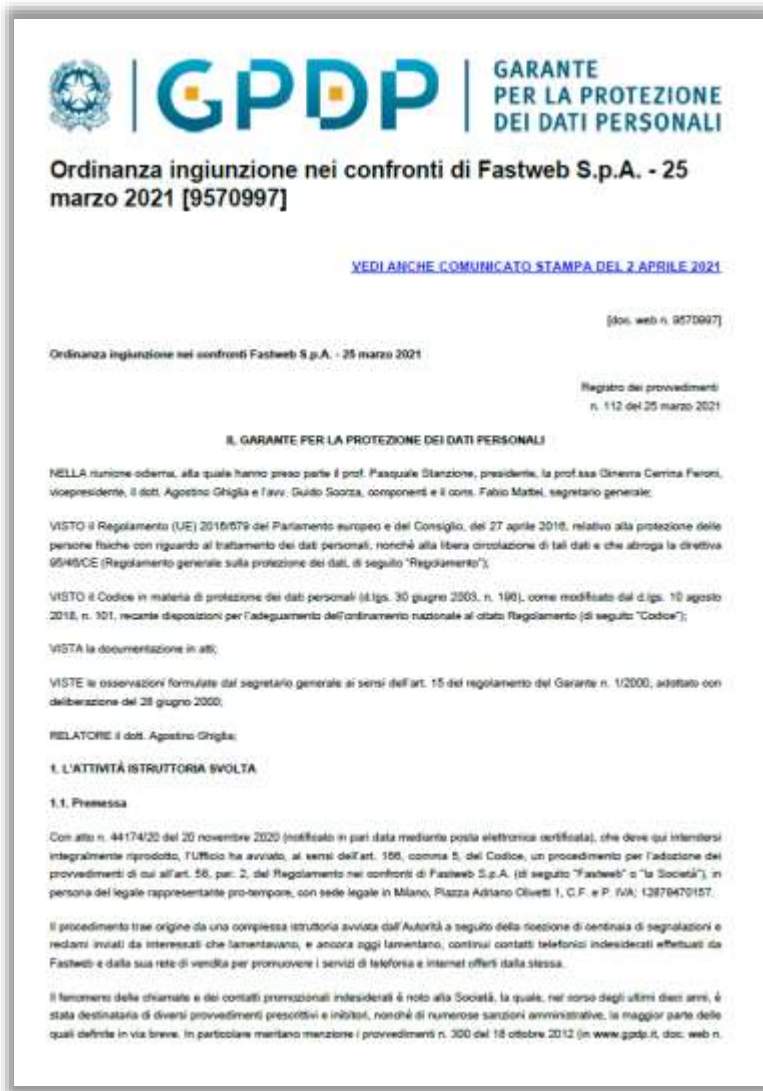 GPDP
GARANTE
PER LA PROTEZIONE
DEI DATI PERSONALI
Ordinanza ingiunzione nei confronti di Fastweb S.p.A. - 25
marzo 2021 [9570997]
VEDI ANCHE COMUNICATO STAMPA DEL 2 APRILE 2021
[doc. web n. 9570997]
Ordinanza ingiunzione nei confronti Fastweb S.p.A. - 25 marzo 2021
Registro dei provvedimenti
n. 112 del 25 marzo 2021
IL GARANTE PER LA PROTEZIONE DEI DATI PERSONALI
NELLA riunione odierna, alla quale hanno preso parte il prof. Pasquale Stanzione, presidente, la prof.ssa Ginevra Cerrina Feroni,
vicepresidente, il dott. Agostino Ghiglia e l'avv. Guido Scorza, componenti e il cons. Fabio Mattei, segretario generale;
VISTO il Regolamento (UE) 2016/679 del Parlamento europeo e del Consiglio, del 27 aprile 2016, relativo alla protezione delle
persone fisiche con riguardo al trattamento dei dati personali, nonché alla libera circolazione di tali dati e che abroga la direttiva
95/46/CE (Regolamento generale sulla protezione dei dati, di seguito "Regolamento");
VISTO il Codice in materia di protezione dei dati personali (d.lgs. 30 giugno 2003, n. 196), come modificato dal d.lgs. 10 agosto
2018, n. 101, recante disposizioni per l'adeguamento dell'ordinamento nazionale al citato Regolamento (di seguito "Codice");
VISTA la documentazione in atti;
VISTE le osservazioni formulate dal segretario generale ai sensi dell'art. 15 del regolamento del Garante n. 1/2000, adottato con
deliberazione del 28 giugno 2000;
RELATORE il dott. Agostino Ghiglia;
1. L'ATTIVITÀ ISTRUTTORIA SVOLTA
1.1. Premessa
Con atto n. 44174/20 del 20 novembre 2020 (notificato in pari data mediante posta elettronica certificata), che deve qui intendersi
integralmente riprodotto, l'Ufficio ha avviato, ai sensi dell'art. 166, comma 5, del Codice, un procedimento per l'adozione dei
provvedimenti di cui all'art. 58, par. 2, del Regolamento nei confronti di Fastweb S.p.A. (di seguito "Fastweb" o "la Società"), in
persona del legale rappresentante pro-tempore, con sede legale in Milano, Piazza Adriano Olivetti 1, C.F. e P. IVA: 12878470157.
Il procedimento trae origine da una complessa istruttoria avviata dall'Autorità a seguito della ricezione di centinaia di segnalazioni e
reclami inviati da interessati che lamentavano, e ancora oggi lamentano, continui contatti telefonici indesiderati effettuati da
Fastweb e dalla sua rete di vendita per promuovere i servizi di telefonia e internet offerti dalla stessa.
Il fenomeno delle chiamate e dei contatti promozionali indesiderati è noto alla Società, la quale, nel corso degli ultimi dieci anni, è
stata destinataria di diversi provvedimenti prescrittivi e inibitori, nonché di numerose sanzioni amministrative, la maggior parte delle
quali definite in via breve. In particolare meritano menzione i provvedimenti n. 300 del 18 ottobre 2012 (in www.gpdp.it, doc. web n.